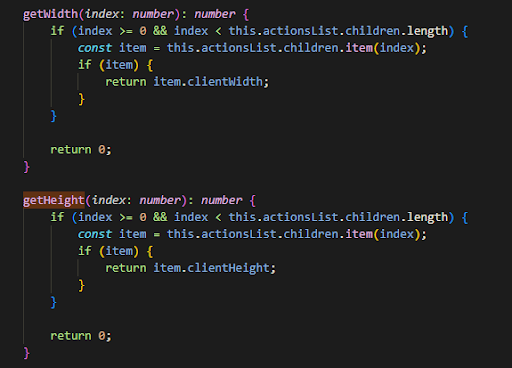 getWidth(index: number): number {
    if (index >= 0 && index < this.actionsList.children.length) {
        const item = this.actionsList.children.item(index);
        if (item) {
            return item.clientWidth;
        }
    }

    return 0;
}

getHeight(index: number): number {
    if (index >= 0 && index < this.actionsList.children.length) {
        const item = this.actionsList.children.item(index);
        if (item) {
            return item.clientHeight;
        }
    }

    return 0;
}